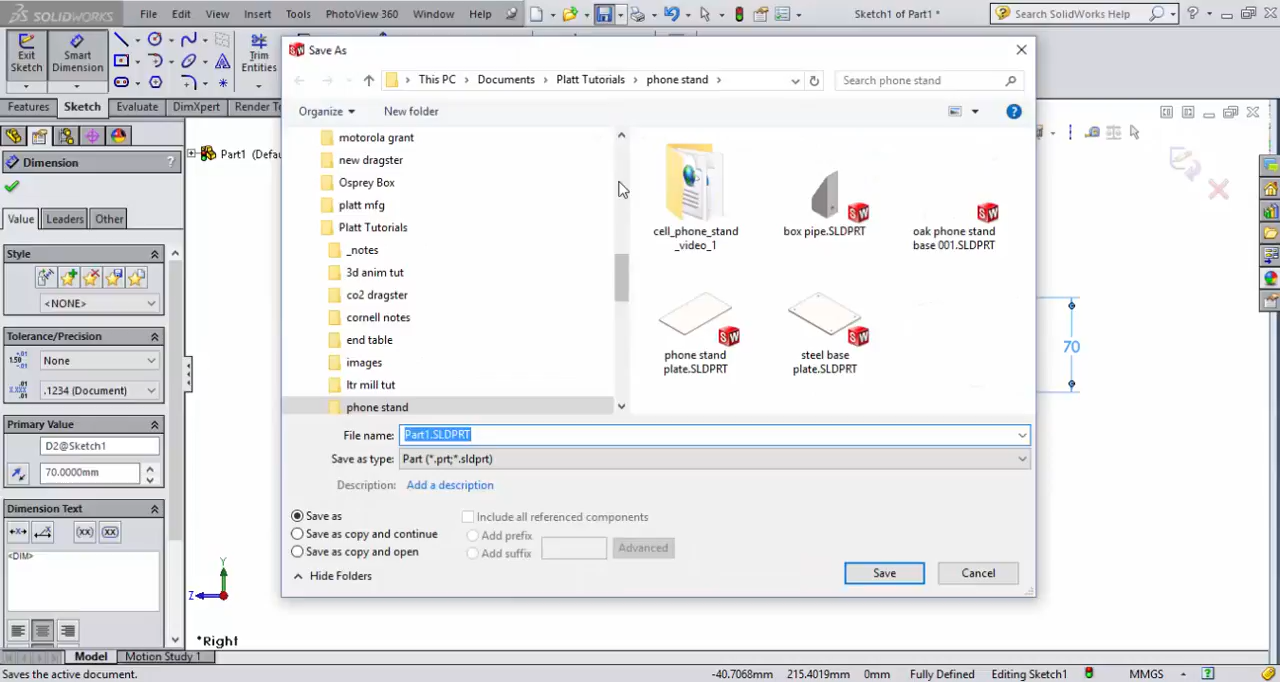 SOLIDWORKS File Edit View Insert Tools PhotoView 360 Window Help Sketch1 of Part1 * Search SolidWorks Help
Exit Sketch
Smart Dimension
Trim Entities
Features Sketch Evaluate DimXpert Render To
Part1 (Defau
Dimension ?
Value Leaders Other
Style
<NONE>
Tolerance/Precision
None
.1234 (Document)
Primary Value
D2@Sketch1
70.0000mm
Dimension Text
<DIM>
Save As
This PC > Documents > Platt Tutorials > phone stand >
Search phone stand
Organize New folder
motorola grant
new dragster
Osprey Box
platt mfg
Platt Tutorials
_notes
3d anim tut
co2 dragster
cornell notes
end table
images
ltr mill tut
phone stand
cell_phone_stand
_video_1
box pipe.SLDPRT
oak phone stand
base 001.SLDPRT
phone stand
plate.SLDPRT
steel base
plate.SLDPRT
File name: Part1.SLDPRT
Save as type: Part (*.prt;*.sldprt)
Description: Add a description
Save as
Save as copy and continue
Save as copy and open
Include all referenced components
Add prefix
Add suffix
Advanced
Hide Folders
Save Cancel
70
Y
Z
*Right
Model Motion Study 1
Saves the active document. -40.7068mm 215.4019mm 0mm Fully Defined Editing Sketch1 MMGS